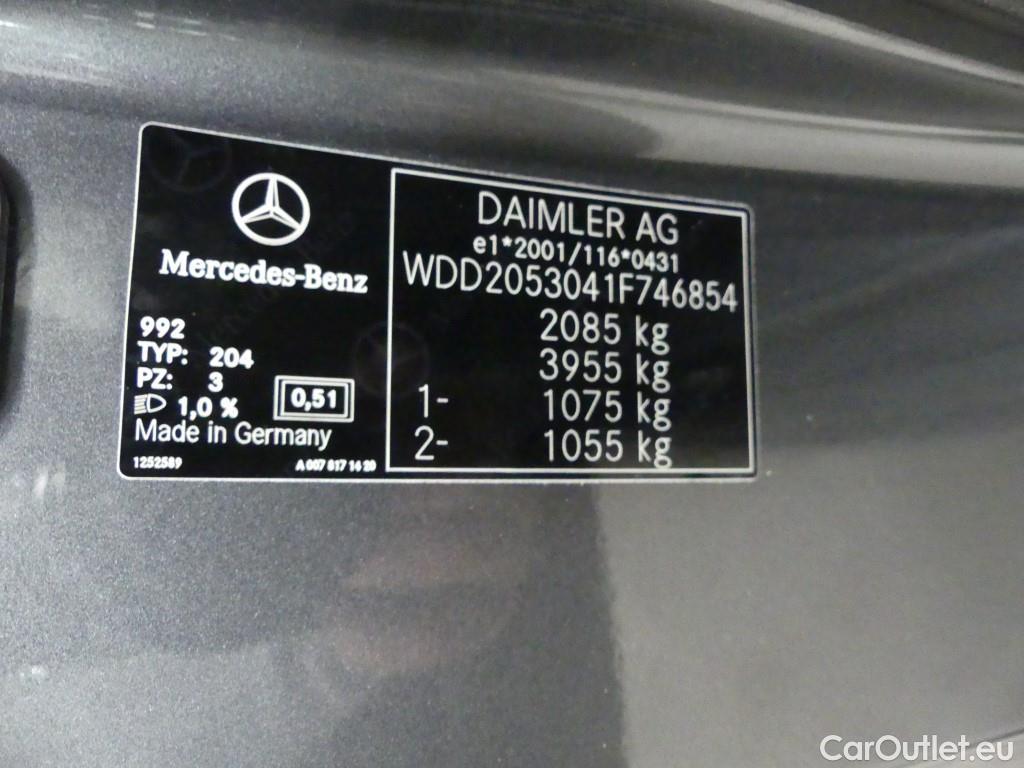 Mercedes-Benz
992
TYP: 204
PZ: 3
1,0 %
0,51
Made in Germany
1252589
A 007 817 14 20
DAIMLER AG
e1*2001/116*0431
WDD2053041F746854
2085 kg
3955 kg
1- 1075 kg
2- 1055 kg
CarOutlet.eu